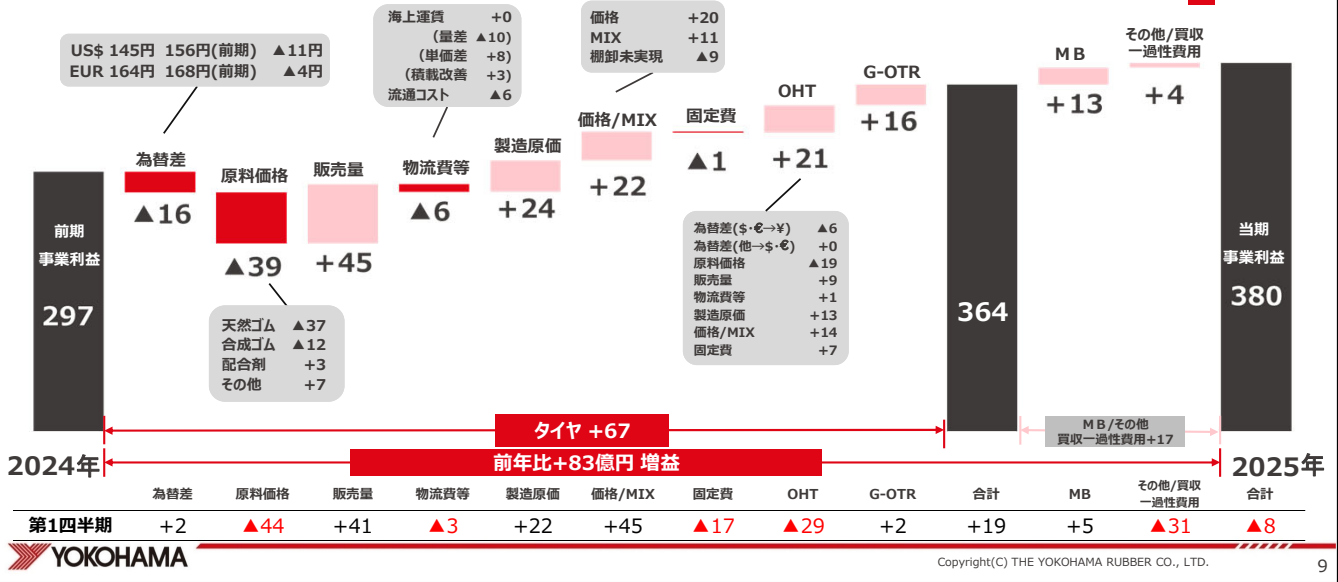 US$ 145円 156円(前期) ▲11円
EUR 164円 168円(前期) ▲4円
海上運賃 +0
(量差 ▲10)
(単価差 +8)
(積載改善 +3)
流通コスト ▲6
価格 +20
MIX +11
棚卸未実現 ▲9
前期
事業利益
297
為替差
▲16
原料価格
▲39
販売量
+45
物流費等
▲6
製造原価
+24
価格/MIX
+22
固定費
▲1
OHT
+21
G-OTR
+16
364
MB
+13
その他/買収
一過性費用
+4
当期
事業利益
380
天然ゴム ▲37
合成ゴム ▲12
配合剤 +3
その他 +7
為替差($･€→¥) ▲6
為替差(他→$･€) +0
原料価格 ▲19
販売量 +9
物流費等 +1
製造原価 +13
価格/MIX +14
固定費 +7
タイヤ +67
MB/その他
買収一過性費用+17
2024年
前年比+83億円 増益
2025年
為替差 原料価格 販売量 物流費等 製造原価 価格/MIX 固定費 OHT G-OTR 合計 MB その他/買収一過性費用 合計
第1四半期 +2 ▲44 +41 ▲3 +22 +45 ▲17 ▲29 +2 +19 +5 ▲31 ▲8
YOKOHAMA
Copyright(C) THE YOKOHAMA RUBBER CO., LTD.
9